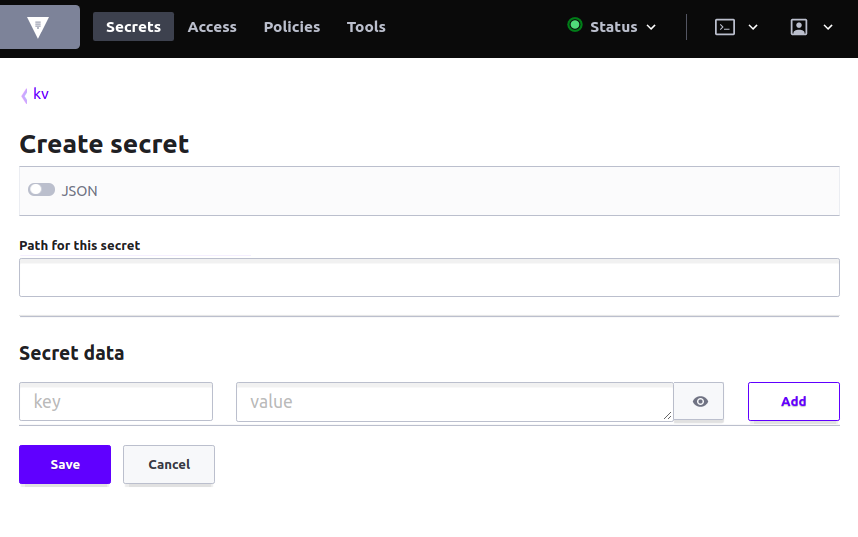 Secrets Access Policies Tools Status
kv
Create secret
JSON
Path for this secret
Secret data
key value Add
Save Cancel